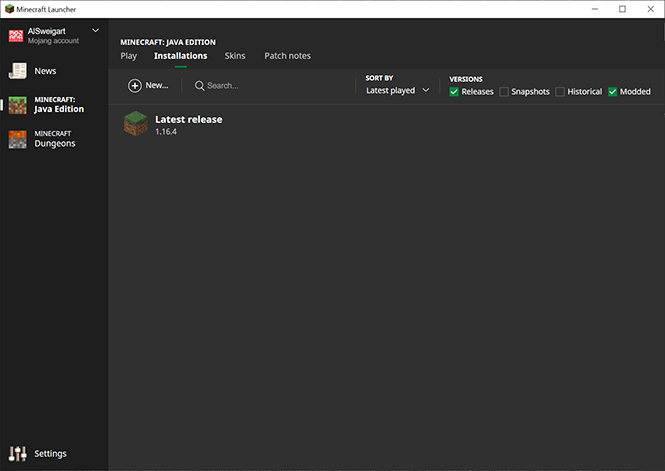 Minecraft Launcher
AlSweigart
Mojang account
News
MINECRAFT:
Java Edition
MINECRAFT
Dungeons
Settings
MINECRAFT: JAVA EDITION
Play Installations Skins Patch notes
New... Search...
SORT BY
Latest played
VERSIONS
Releases Snapshots Historical Modded
Latest release
1.16.4